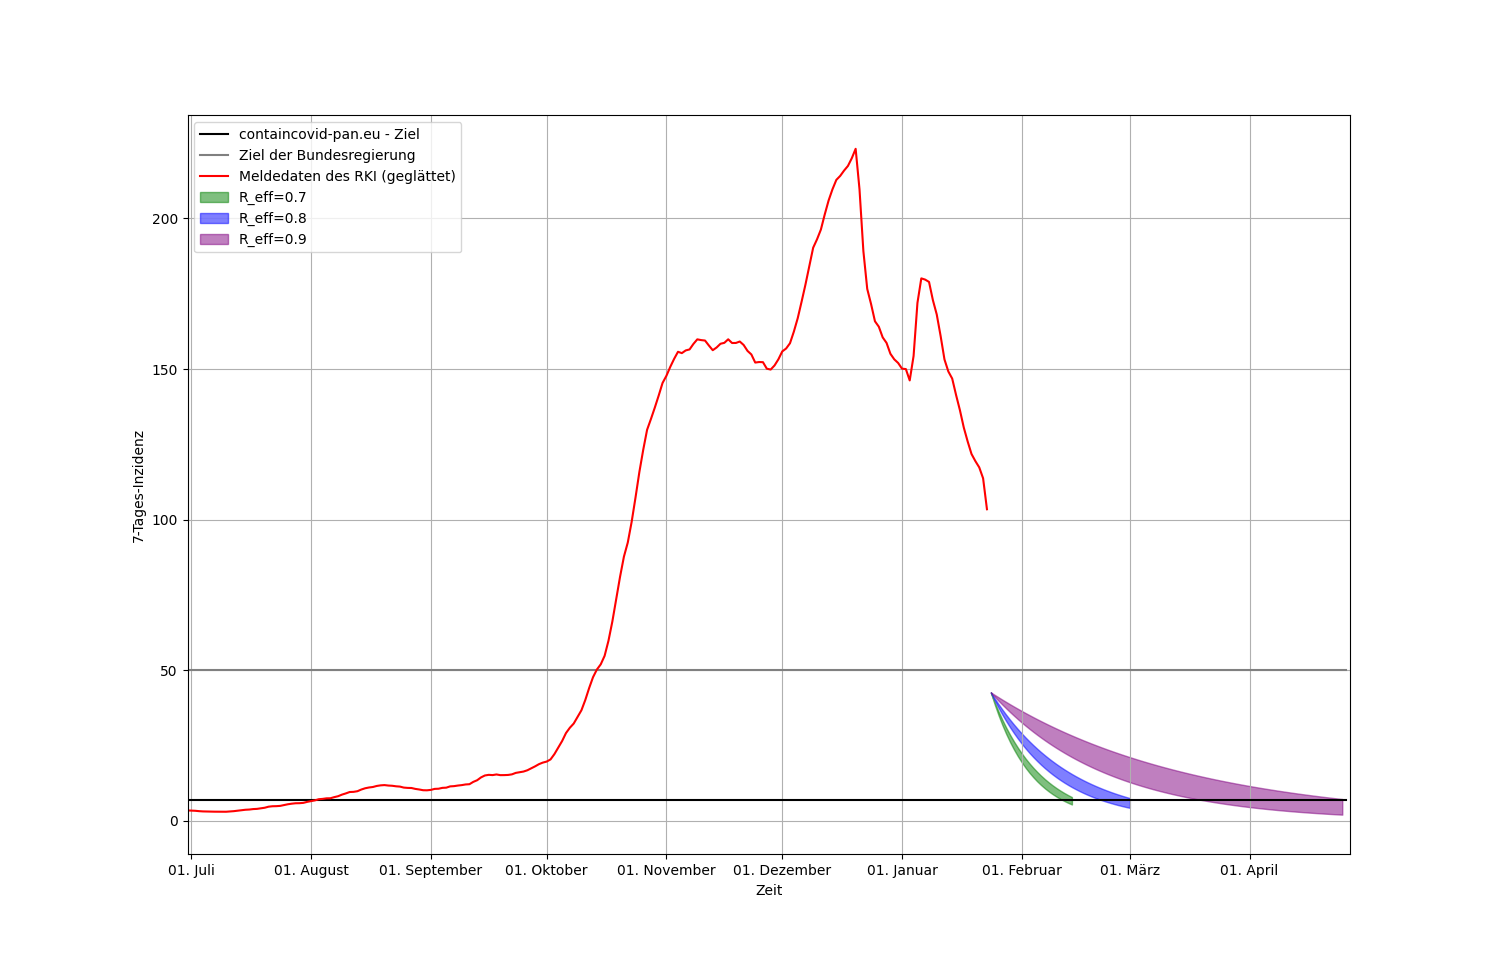 containcovid-pan.eu - Ziel
Ziel der Bundesregierung
Meldedaten des RKI (geglättet)
R_eff=0.7
R_eff=0.8
R_eff=0.9
200
150
100
50
0
7-Tages-Inzidenz
01. Juli 01. August 01. September 01. Oktober 01. November 01. Dezember 01. Januar 01. Februar 01. März 01. April
Zeit